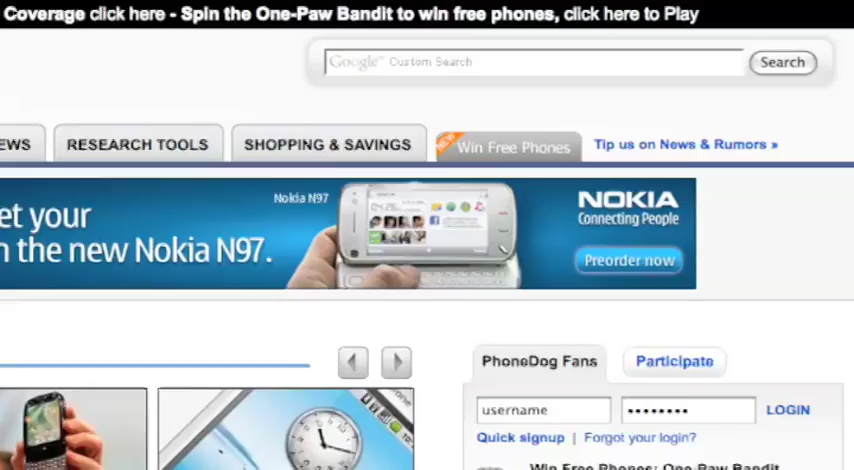 Coverage click here - Spin the One-Paw Bandit to win free phones, click here to Play
Google™ Custom Search
Search
EWS
RESEARCH TOOLS
SHOPPING & SAVINGS
NEW
Win Free Phones
Tip us on News & Rumors »
et your
n the new Nokia N97.
Nokia N97
NOKIA
Connecting People
Preorder now
PhoneDog Fans
Participate
username
••••••••
LOGIN
Quick signup | Forgot your login?
Win Free Phones: One-Paw Bandit